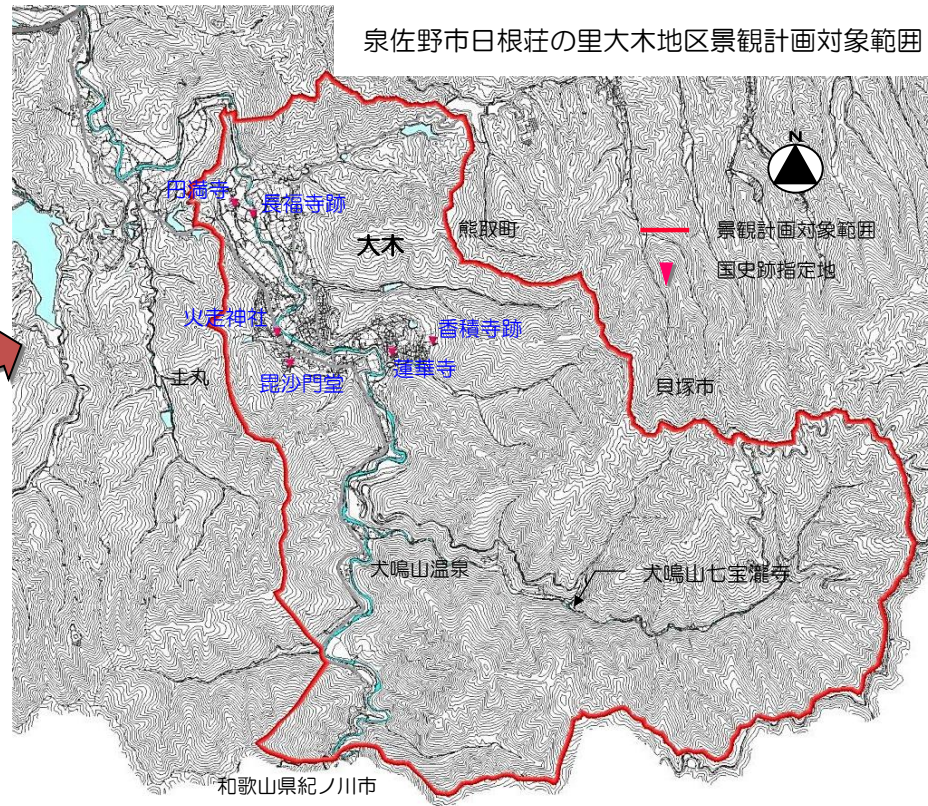 泉佐野市日根荘の里大木地区景観計画対象範囲
N
円満寺
長福寺跡
大木
熊取町
景観計画対象範囲
国史跡指定地
火走神社
香積寺跡
蓮華寺
毘沙門堂
土丸
貝塚市
犬鳴山温泉
犬鳴山七宝瀧寺
和歌山県紀ノ川市